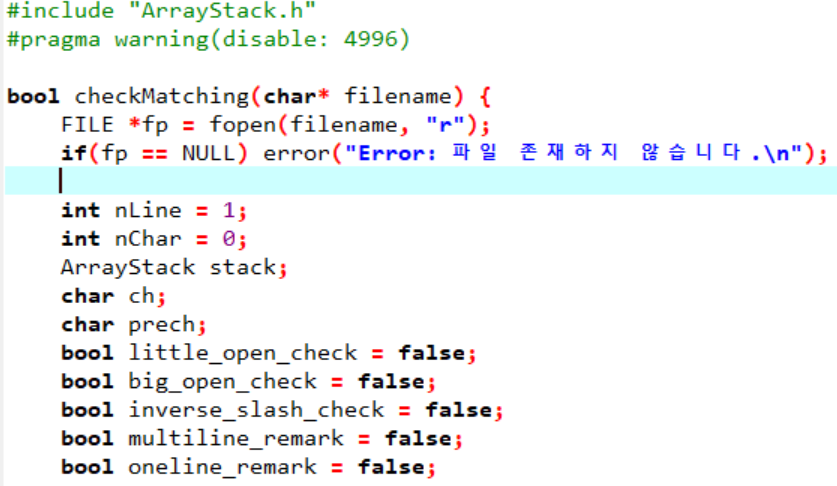 #include "ArrayStack.h"
#pragma warning(disable: 4996)
bool checkMatching(char* filename) {
FILE *fp = fopen(filename, "r");
if(fp == NULL) error("Error: 파일 존재하지 않습니다.\n");
int nLine = 1;
int nChar = 0;
ArrayStack stack;
char ch;
char prech;
bool little_open_check = false;
bool big_open_check = false;
bool inverse_slash_check = false;
bool multiline_remark = false;
bool oneline_remark = false;